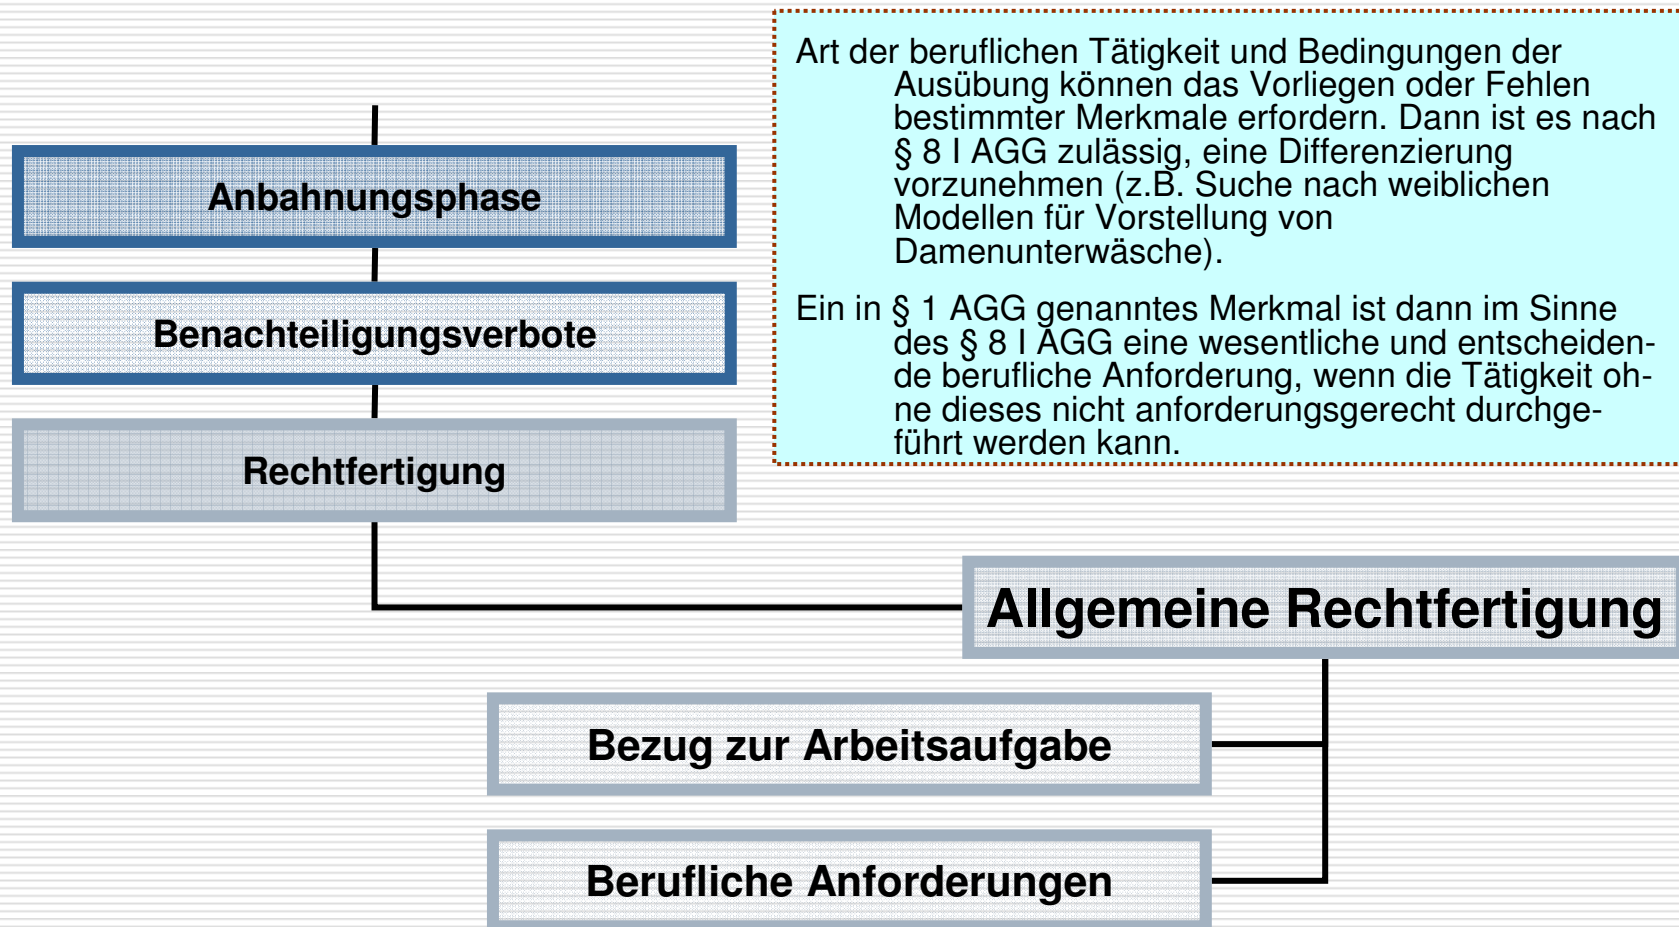 Art der beruflichen Tätigkeit und Bedingungen der
Ausübung können das Vorliegen oder Fehlen
bestimmter Merkmale erfordern. Dann ist es nach
§ 8 I AGG zulässig, eine Differenzierung
vorzunehmen (z.B. Suche nach weiblichen
Modellen für Vorstellung von
Damenunterwäsche).
Ein in § 1 AGG genanntes Merkmal ist dann im Sinne
des § 8 I AGG eine wesentliche und entscheiden-
de berufliche Anforderung, wenn die Tätigkeit oh-
ne dieses nicht anforderungsgerecht durchge-
führt werden kann.
Anbahnungsphase
Benachteiligungsverbote
Rechtfertigung
Allgemeine Rechtfertigung
Bezug zur Arbeitsaufgabe
Berufliche Anforderungen